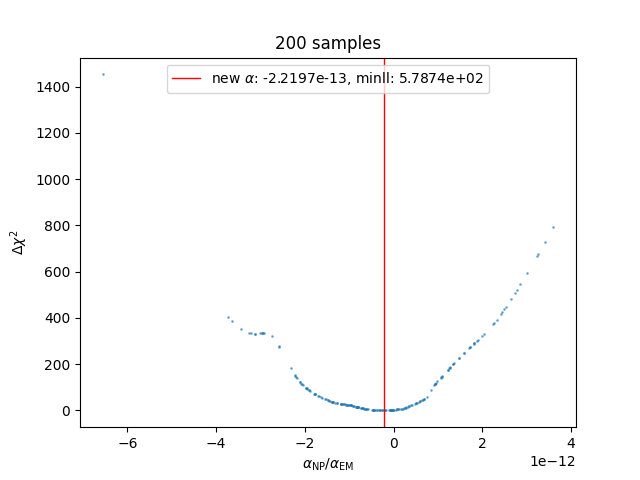 200 samples
new α: -2.2197e-13, minll: 5.7874e+02
1400
1200
1000
800
600
400
200
0
Δχ²
−6 −4 −2 0 2 4
1e−12
α_NP/α_EM